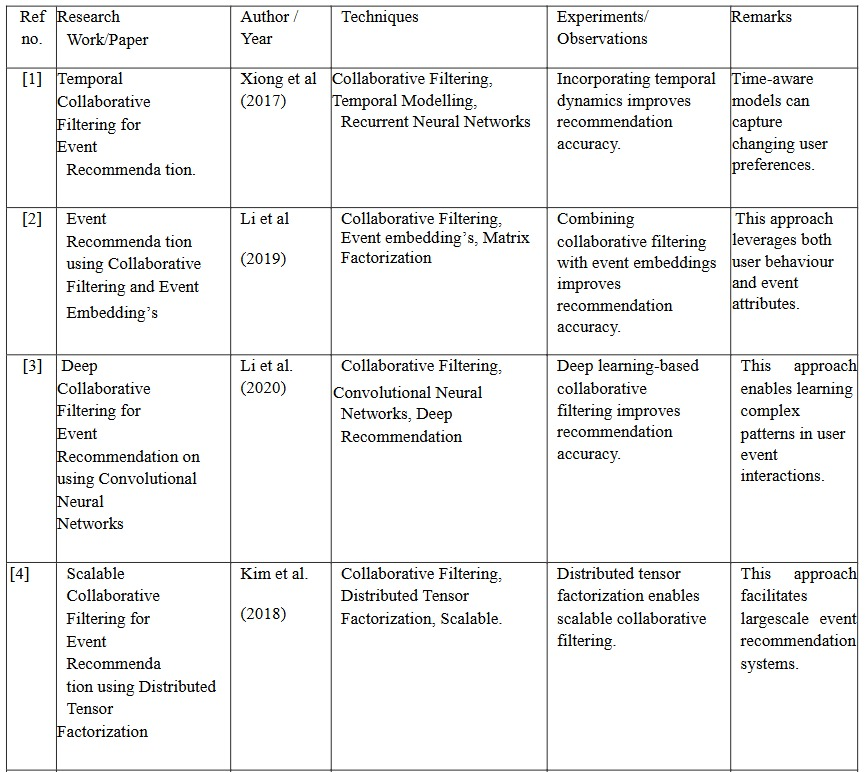 Ref no.
Research Work/Paper
Author / Year
Techniques
Experiments/ Observations
Remarks
[1]
Temporal
Collaborative
Filtering for
Event
Recommenda tion.
Xiong et al
(2017)
Collaborative Filtering,
Temporal Modelling,
Recurrent Neural Networks
Incorporating temporal
dynamics improves
recommendation
accuracy.
Time-aware
models can
capture
changing user
preferences.
[2]
Event
Recommenda tion
using Collaborative
Filtering and Event
Embedding’s
Li et al
(2019)
Collaborative Filtering,
Event embedding’s, Matrix
Factorization
Combining
collaborative filtering
with event embeddings
improves
recommendation
accuracy.
This approach
leverages both
user behaviour
and event
attributes.
[3]
Deep
Collaborative
Filtering for
Event
Recommendation on
using Convolutional
Neural
Networks
Li et al.
(2020)
Collaborative Filtering,
Convolutional Neural
Networks, Deep
Recommendation
Deep learning-based
collaborative
filtering improves
recommendation
accuracy.
This approach
enables learning
complex
patterns in user
event
interactions.
[4]
Scalable
Collaborative
Filtering for
Event
Recommenda
tion using Distributed
Tensor
Factorization
Kim et al.
(2018)
Collaborative Filtering,
Distributed Tensor
Factorization, Scalable.
Distributed tensor
factorization enables
scalable collaborative
filtering.
This approach
facilitates
largescale event
recommendation
systems.